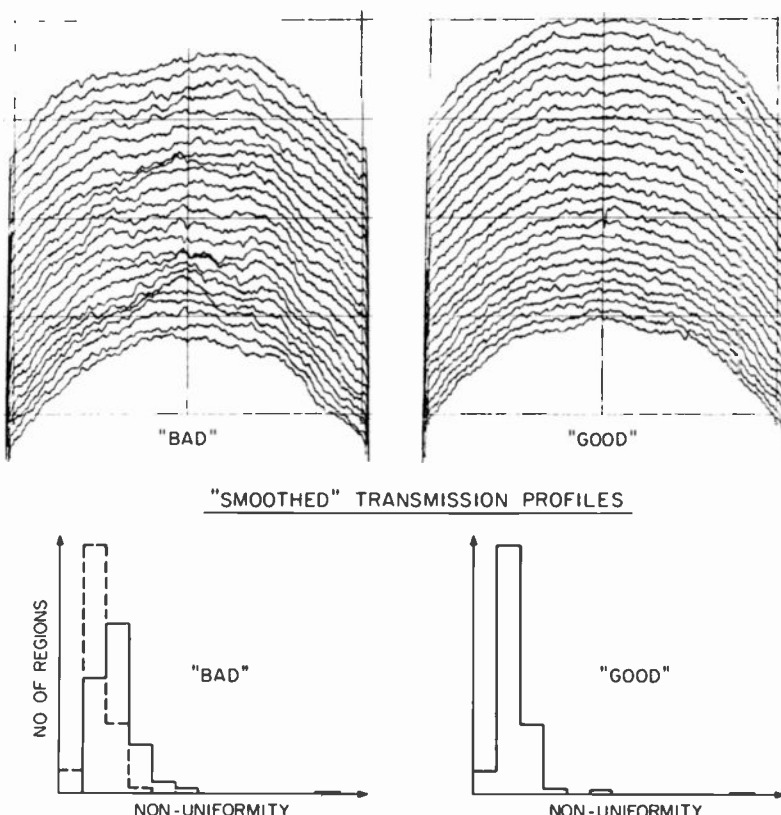 "BAD"
"GOOD"
"SMOOTHED" TRANSMISSION PROFILES
NO OF REGIONS
"BAD"
"GOOD"
NON-UNIFORMITY
NON-UNIFORMITY